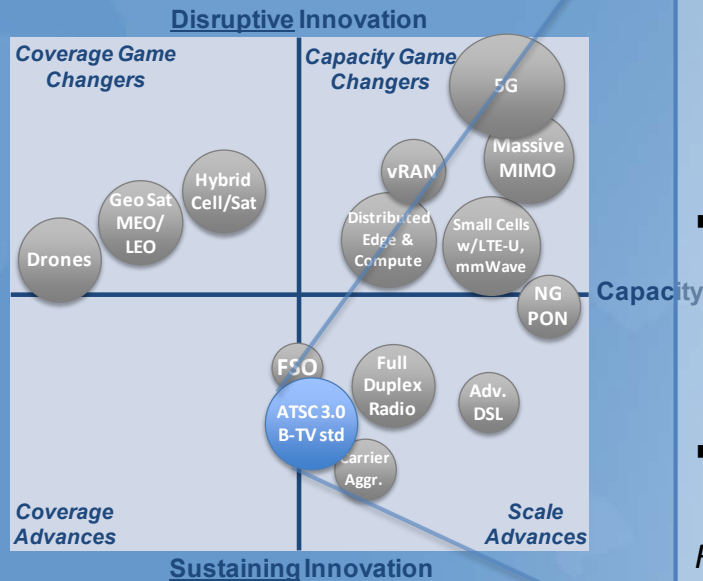 Disruptive Innovation
Coverage Game
Changers
Capacity Game
Changers
5G
Massive
MIMO
vRAN
Hybrid
Cell/Sat
Geo Sat
MEO/
LEO
Drones
Distributed
Edge &
Compute
Small Cells
w/LTE-U,
mmWave
NG
PON
Capacity
FSO
Full
Duplex
Radio
Adv.
DSL
ATSC 3.0
B-TV std
Carrier
Aggr.
Coverage
Advances
Scale
Advances
Sustaining Innovation